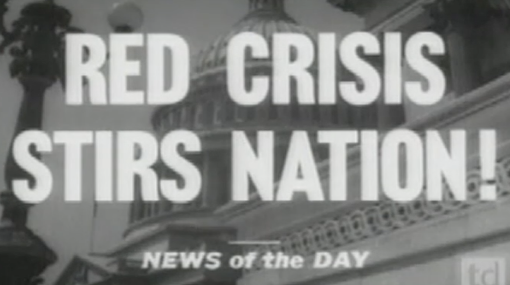 RED CRISIS
STIRS NATION!
NEWS of the DAY
td